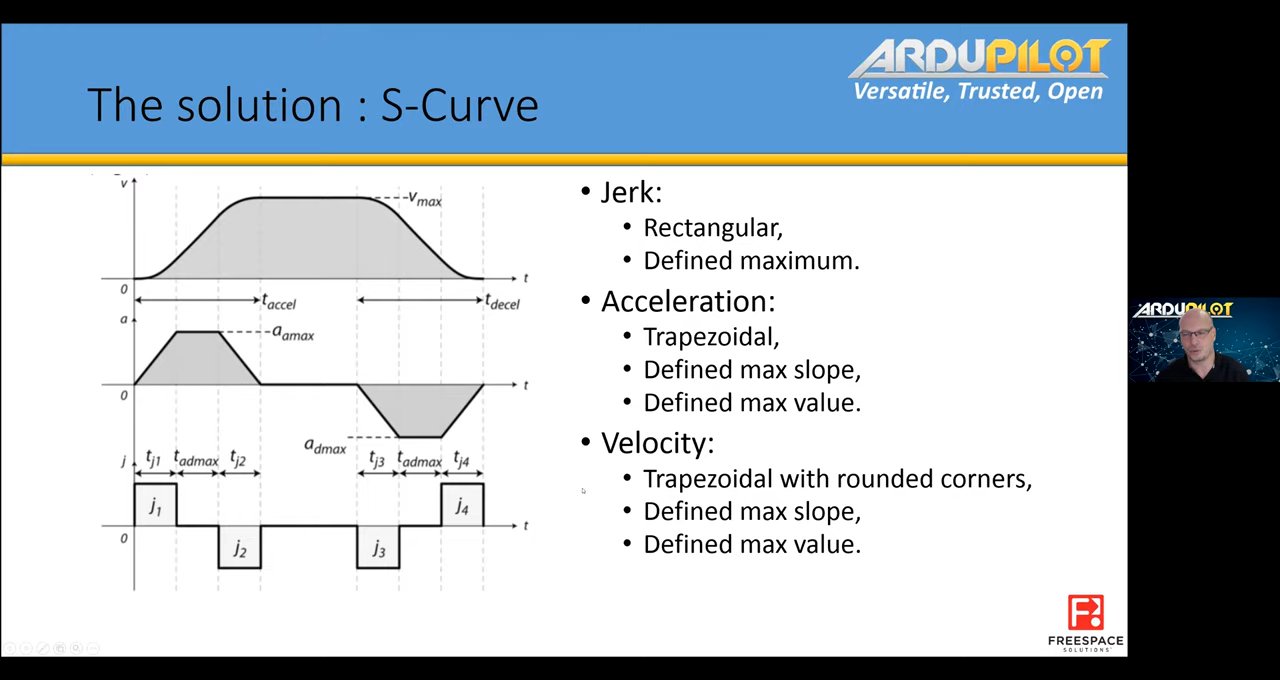 The solution : S-Curve
ARDUPILOT
Versatile, Trusted, Open
v
vmax
0
t
taccel
tdecel
a
aamax
0
t
admax
j
tj1 tadmax tj2 tj3 tadmax tj4
j1
j4
0
t
j2
j3
• Jerk:
• Rectangular,
• Defined maximum.
• Acceleration:
• Trapezoidal,
• Defined max slope,
• Defined max value.
• Velocity:
• Trapezoidal with rounded corners,
• Defined max slope,
• Defined max value.
FREESPACE
SOLUTIONS
ARDUPILOT